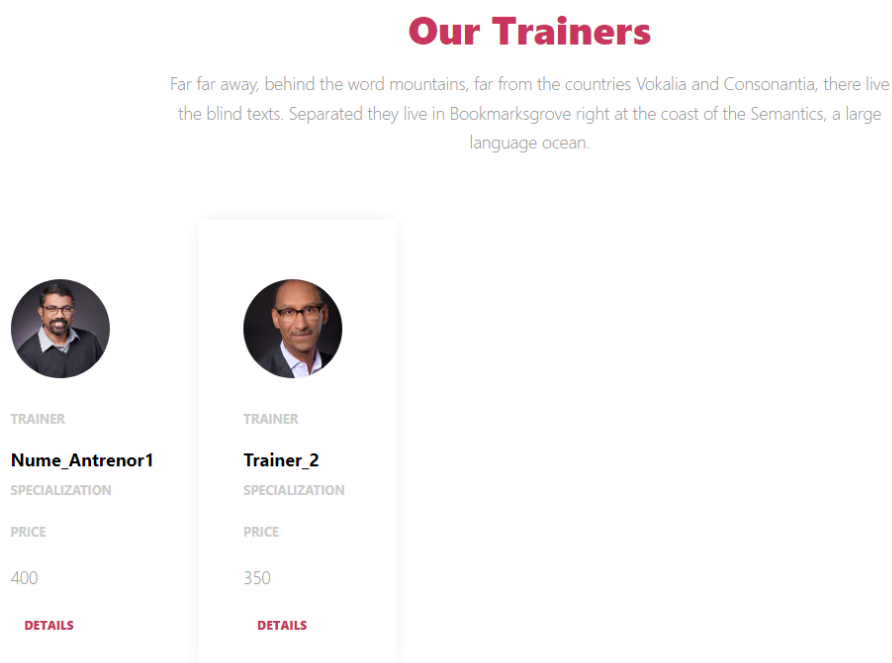 Our Trainers
Far far away, behind the word mountains, far from the countries Vokalia and Consonantia, there live
the blind texts. Separated they live in Bookmarksgrove right at the coast of the Semantics, a large
language ocean.
TRAINER
Nume_Antrenor1
SPECIALIZATION
PRICE
400
DETAILS
TRAINER
Trainer_2
SPECIALIZATION
PRICE
350
DETAILS